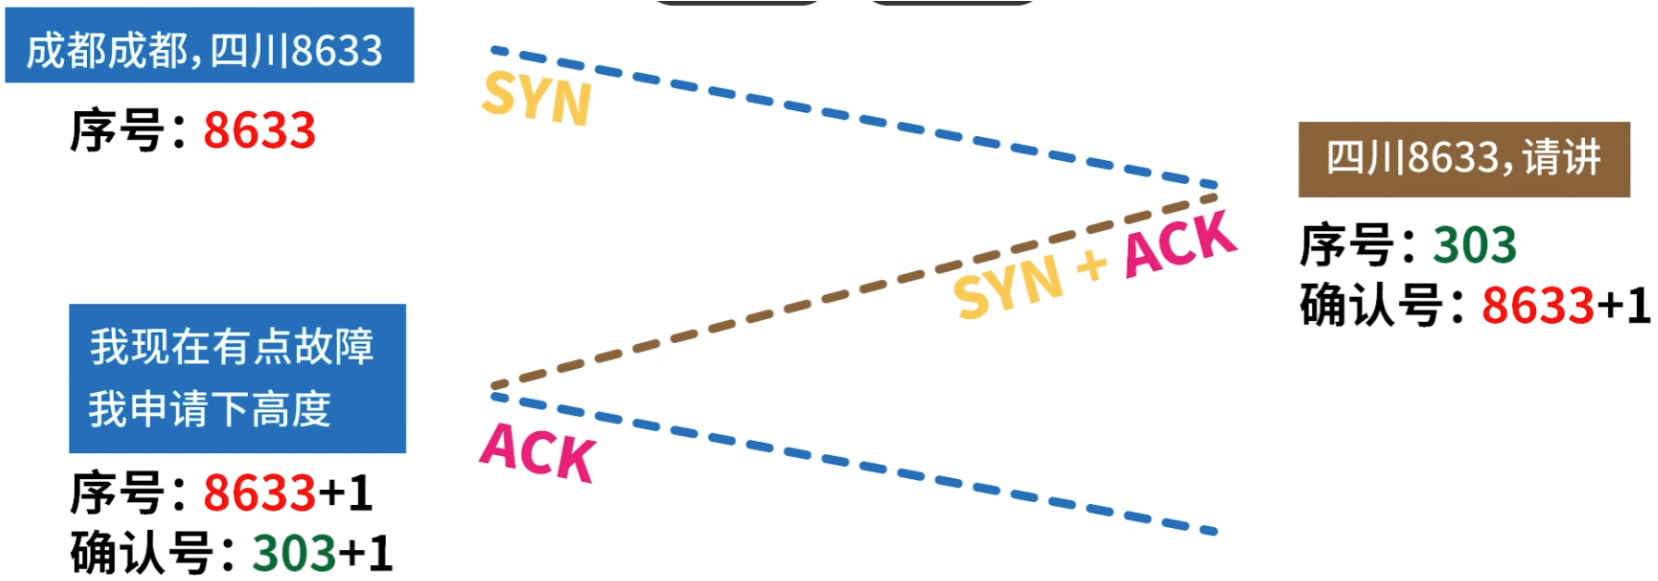 成都成都,四川8633
序号：8633
SYN
四川8633,请讲
序号：303
确认号：8633+1
SYN + ACK
我现在有点故障
我申请下高度
序号：8633+1
确认号：303+1
ACK